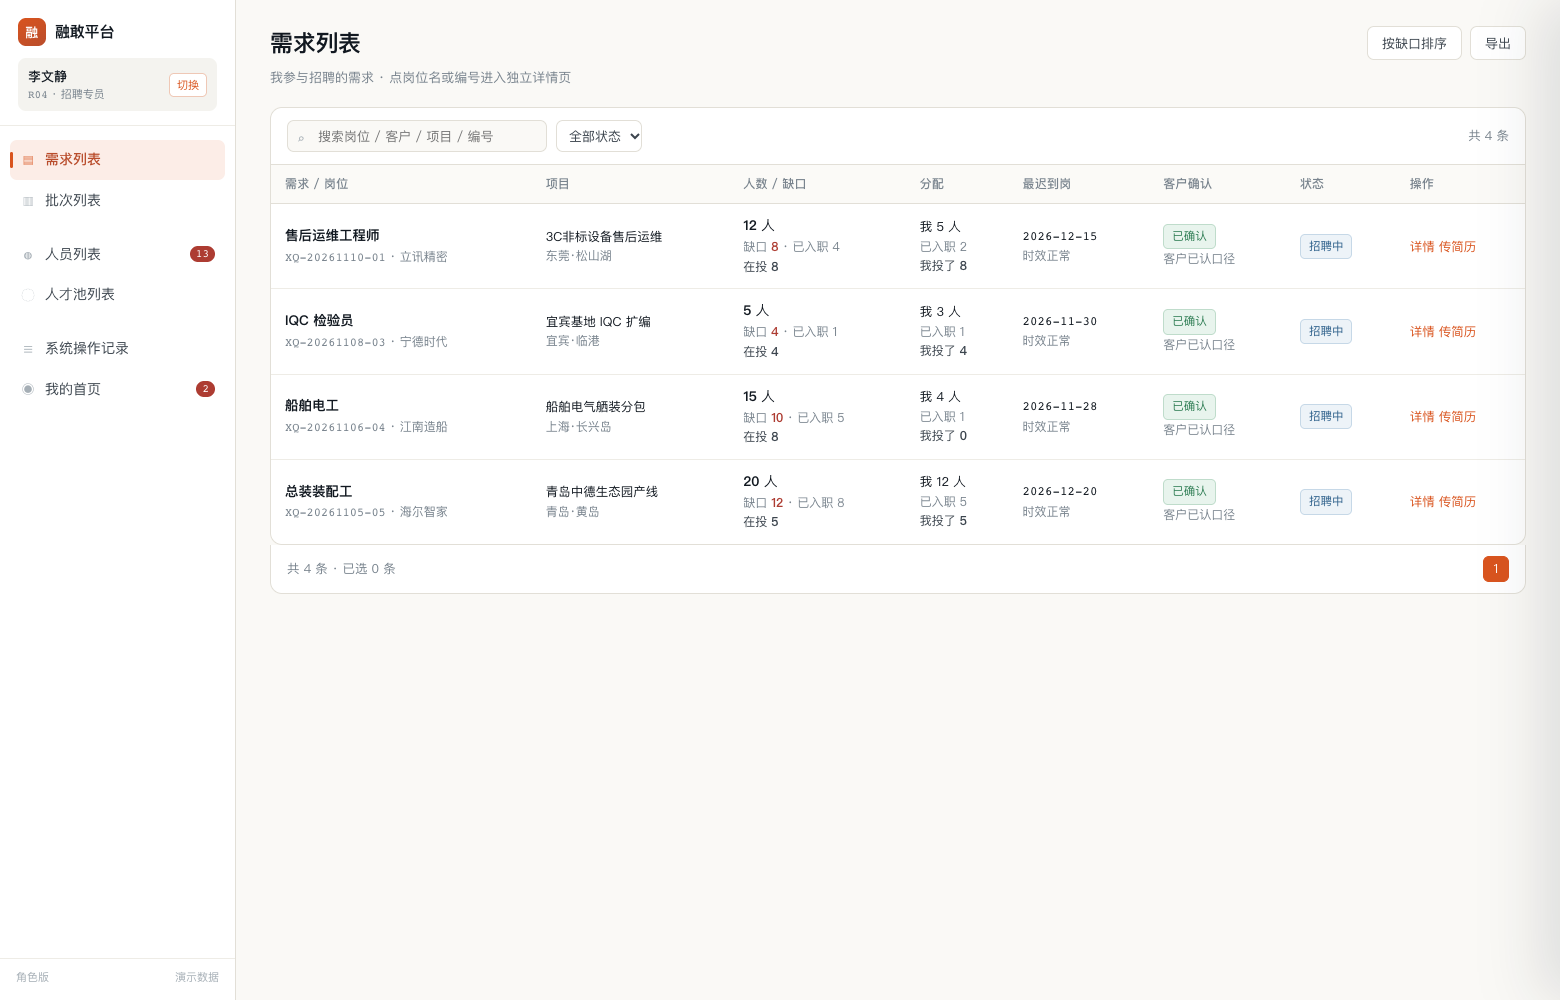 融 融敢平台
李文静
R04 · 招聘专员
切换
需求列表
批次列表
人员列表 13
人才池列表
系统操作记录
我的首页 2
角色版 演示数据
需求列表
我参与招聘的需求 · 点岗位名或编号进入独立详情页
按缺口排序 导出
搜索岗位 / 客户 / 项目 / 编号 全部状态 共 4 条
需求 / 岗位 项目 人数 / 缺口 分配 最迟到岗 客户确认 状态 操作
售后运维工程师
XQ-20261110-01 · 立讯精密
3C非标设备售后运维
东莞·松山湖
12 人
缺口 8 · 已入职 4
在投 8
我 5 人
已入职 2
我投了 8
2026-12-15
时效正常
已确认
客户已认口径
招聘中
详情 传简历
IQC 检验员
XQ-20261108-03 · 宁德时代
宜宾基地 IQC 扩编
宜宾·临港
5 人
缺口 4 · 已入职 1
在投 4
我 3 人
已入职 1
我投了 4
2026-11-30
时效正常
已确认
客户已认口径
招聘中
详情 传简历
船舶电工
XQ-20261106-04 · 江南造船
船舶电气舾装分包
上海·长兴岛
15 人
缺口 10 · 已入职 5
在投 8
我 4 人
已入职 1
我投了 0
2026-11-28
时效正常
已确认
客户已认口径
招聘中
详情 传简历
总装装配工
XQ-20261105-05 · 海尔智家
青岛中德生态园产线
青岛·黄岛
20 人
缺口 12 · 已入职 8
在投 5
我 12 人
已入职 5
我投了 5
2026-12-20
时效正常
已确认
客户已认口径
招聘中
详情 传简历
共 4 条 · 已选 0 条 1